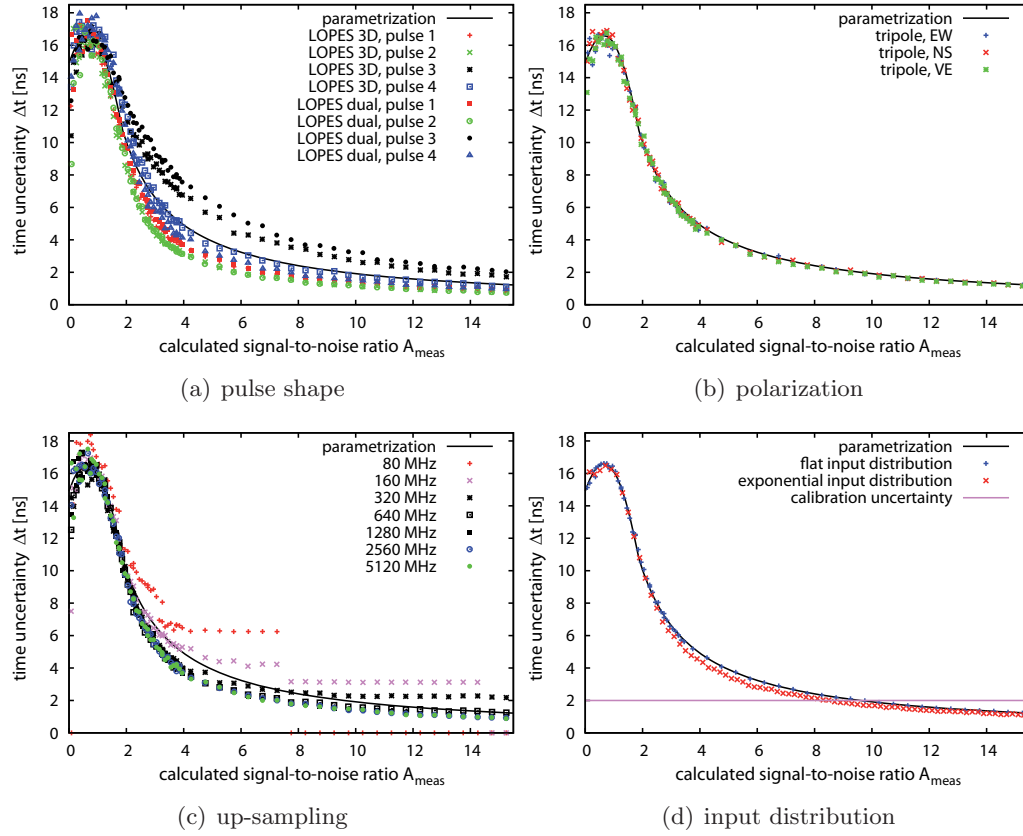 18
16
14
12
10
8
6
4
2
0
time uncertainty Δt [ns]
parametrization
LOPES 3D, pulse 1
LOPES 3D, pulse 2
LOPES 3D, pulse 3
LOPES 3D, pulse 4
LOPES dual, pulse 1
LOPES dual, pulse 2
LOPES dual, pulse 3
LOPES dual, pulse 4
0 2 4 6 8 10 12 14
calculated signal-to-noise ratio A_meas
(a) pulse shape
18
16
14
12
10
8
6
4
2
0
time uncertainty Δt [ns]
parametrization
tripole, EW
tripole, NS
tripole, VE
0 2 4 6 8 10 12 14
calculated signal-to-noise ratio A_meas
(b) polarization
18
16
14
12
10
8
6
4
2
0
time uncertainty Δt [ns]
parametrization
80 MHz
160 MHz
320 MHz
640 MHz
1280 MHz
2560 MHz
5120 MHz
0 2 4 6 8 10 12 14
calculated signal-to-noise ratio A_meas
(c) up-sampling
18
16
14
12
10
8
6
4
2
0
time uncertainty Δt [ns]
parametrization
flat input distribution
exponential input distribution
calibration uncertainty
0 2 4 6 8 10 12 14
calculated signal-to-noise ratio A_meas
(d) input distribution